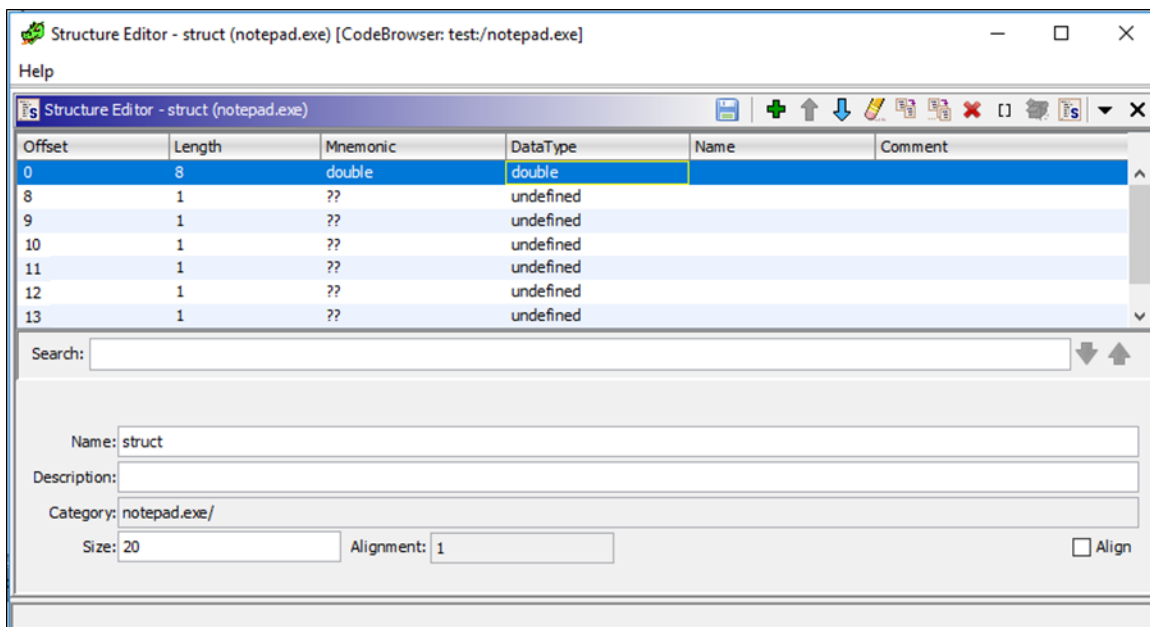 Structure Editor - struct (notepad.exe) [CodeBrowser: test:/notepad.exe]
Help
Structure Editor - struct (notepad.exe)
Offset Length Mnemonic DataType Name Comment
0 8 double double
8 1 ?? undefined
9 1 ?? undefined
10 1 ?? undefined
11 1 ?? undefined
12 1 ?? undefined
13 1 ?? undefined
Search:
Name: struct
Description:
Category: notepad.exe/
Size: 20 Alignment: 1 Align